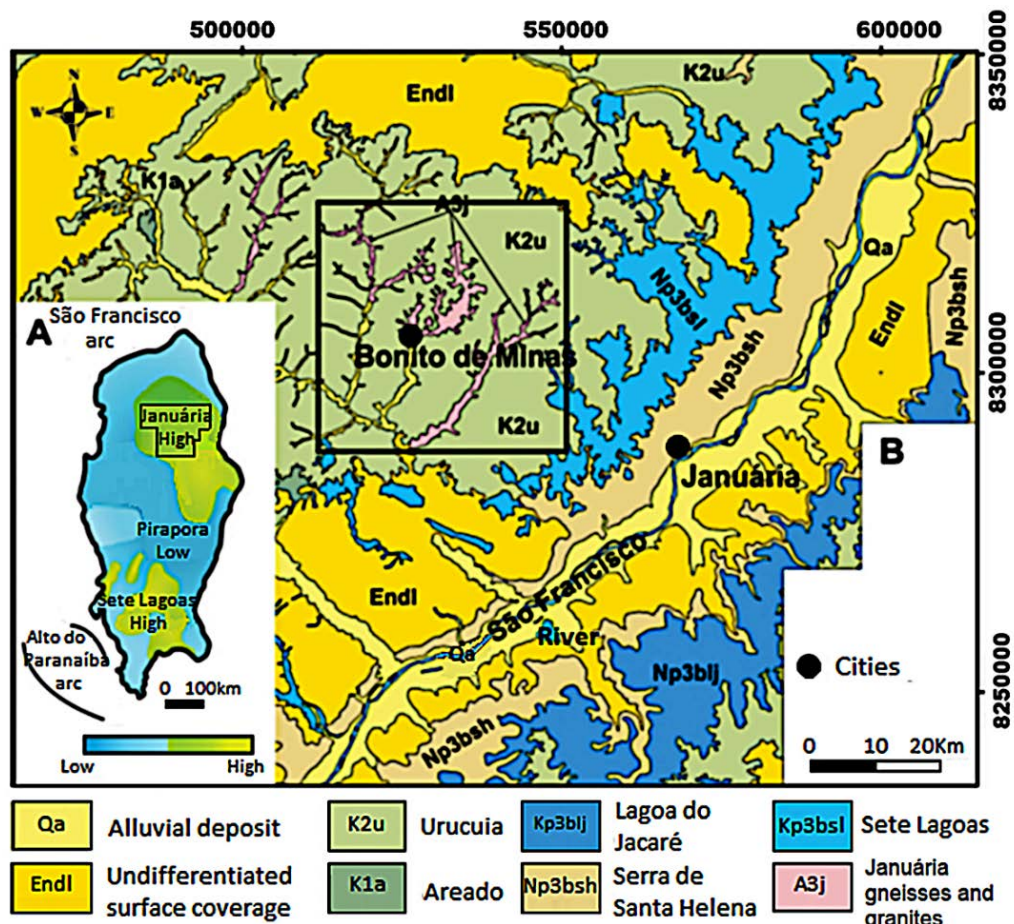 500000
550000
600000
8350000
8300000
8250000
N
W
E
S
K2u
Endl
K1a
A3j
K2u
Qa
Np3bsl
Endl
Np3bsh
Bonito de Minas
Np3bsh
K2u
Januária
Endl
São Francisco
River
Qa
Np3blj
Np3bsh
A
São Francisco
arc
Januária
High
Pirapora
Low
Sete Lagoas
High
Alto do
Paranaíba
arc
0 100km
Low
High
B
Cities
0 10 20Km
Qa
Alluvial deposit
K2u
Urucuia
Kp3blj
Lagoa do
Jacaré
Kp3bsl
Sete Lagoas
Endl
Undifferentiated
surface coverage
K1a
Areado
Np3bsh
Serra de
Santa Helena
A3j
Januária
gneisses and
granites